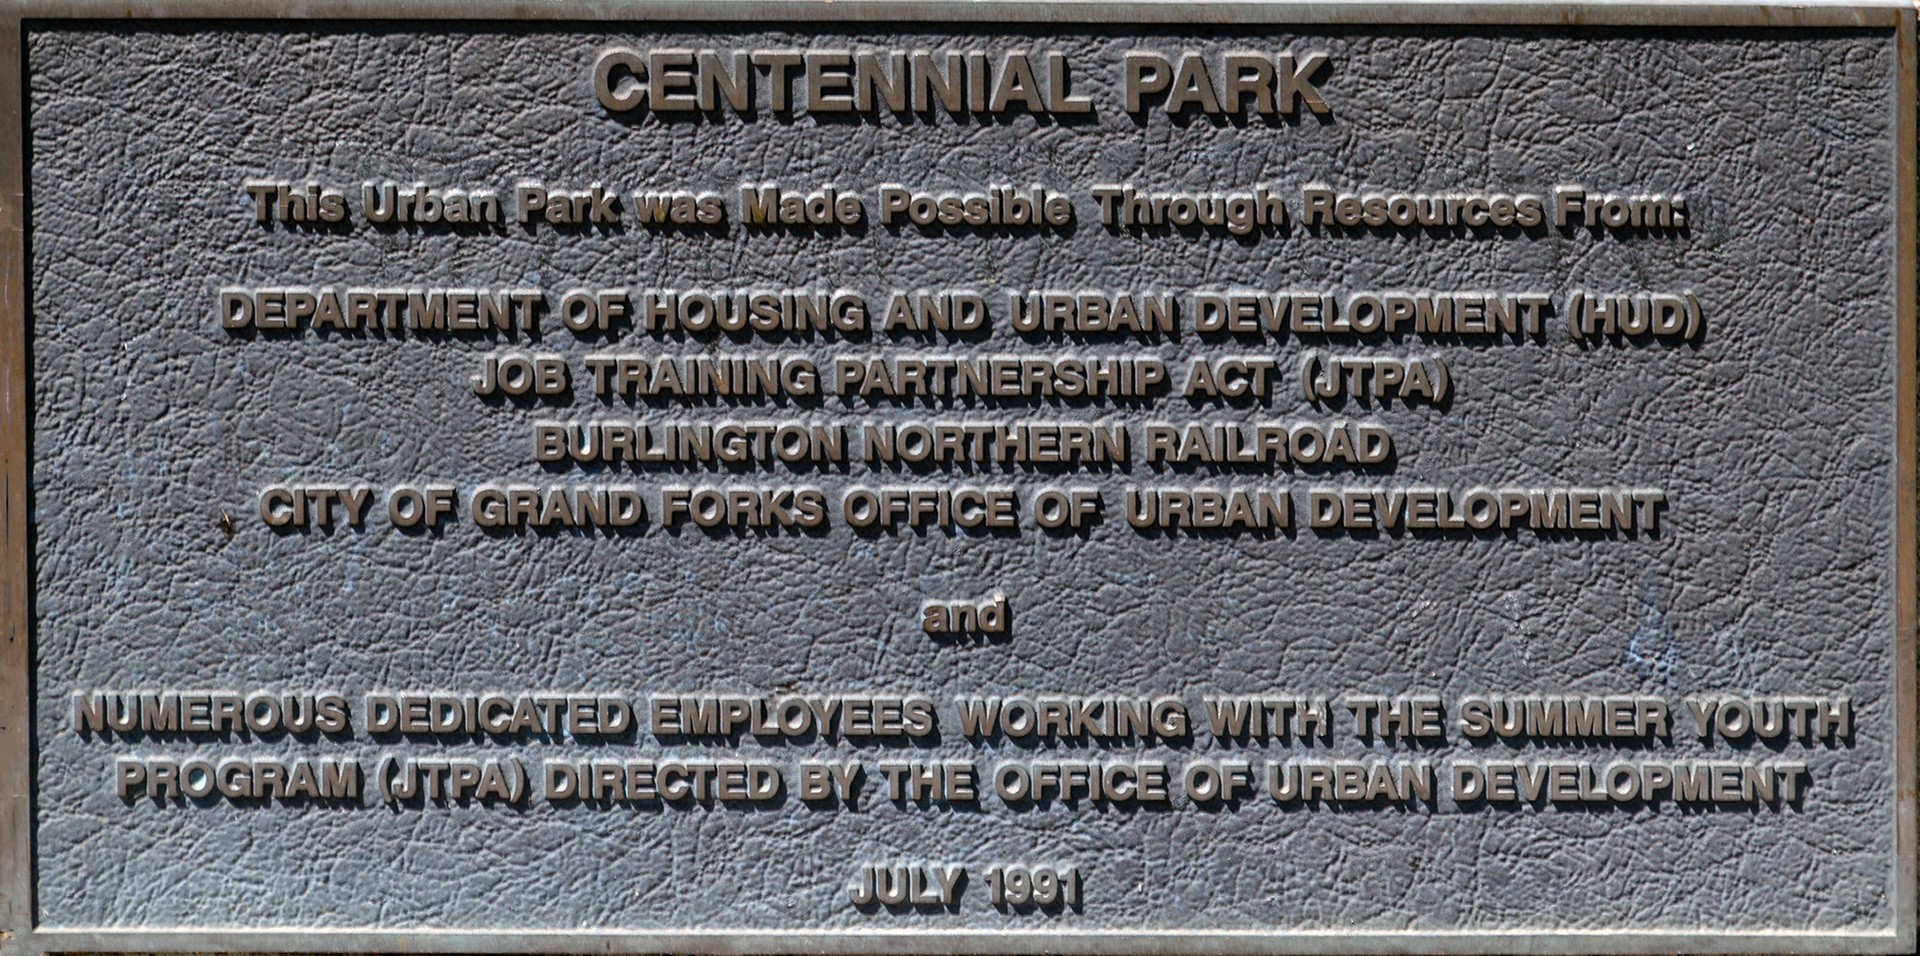 CENTENNIAL PARK
This Urban Park was Made Possible Through Resources From:
DEPARTMENT OF HOUSING AND URBAN DEVELOPMENT (HUD)
JOB TRAINING PARTNERSHIP ACT (JTPA)
BURLINGTON NORTHERN RAILROAD
CITY OF GRAND FORKS OFFICE OF URBAN DEVELOPMENT
and
NUMEROUS DEDICATED EMPLOYEES WORKING WITH THE SUMMER YOUTH
PROGRAM (JTPA) DIRECTED BY THE OFFICE OF URBAN DEVELOPMENT
JULY 1991